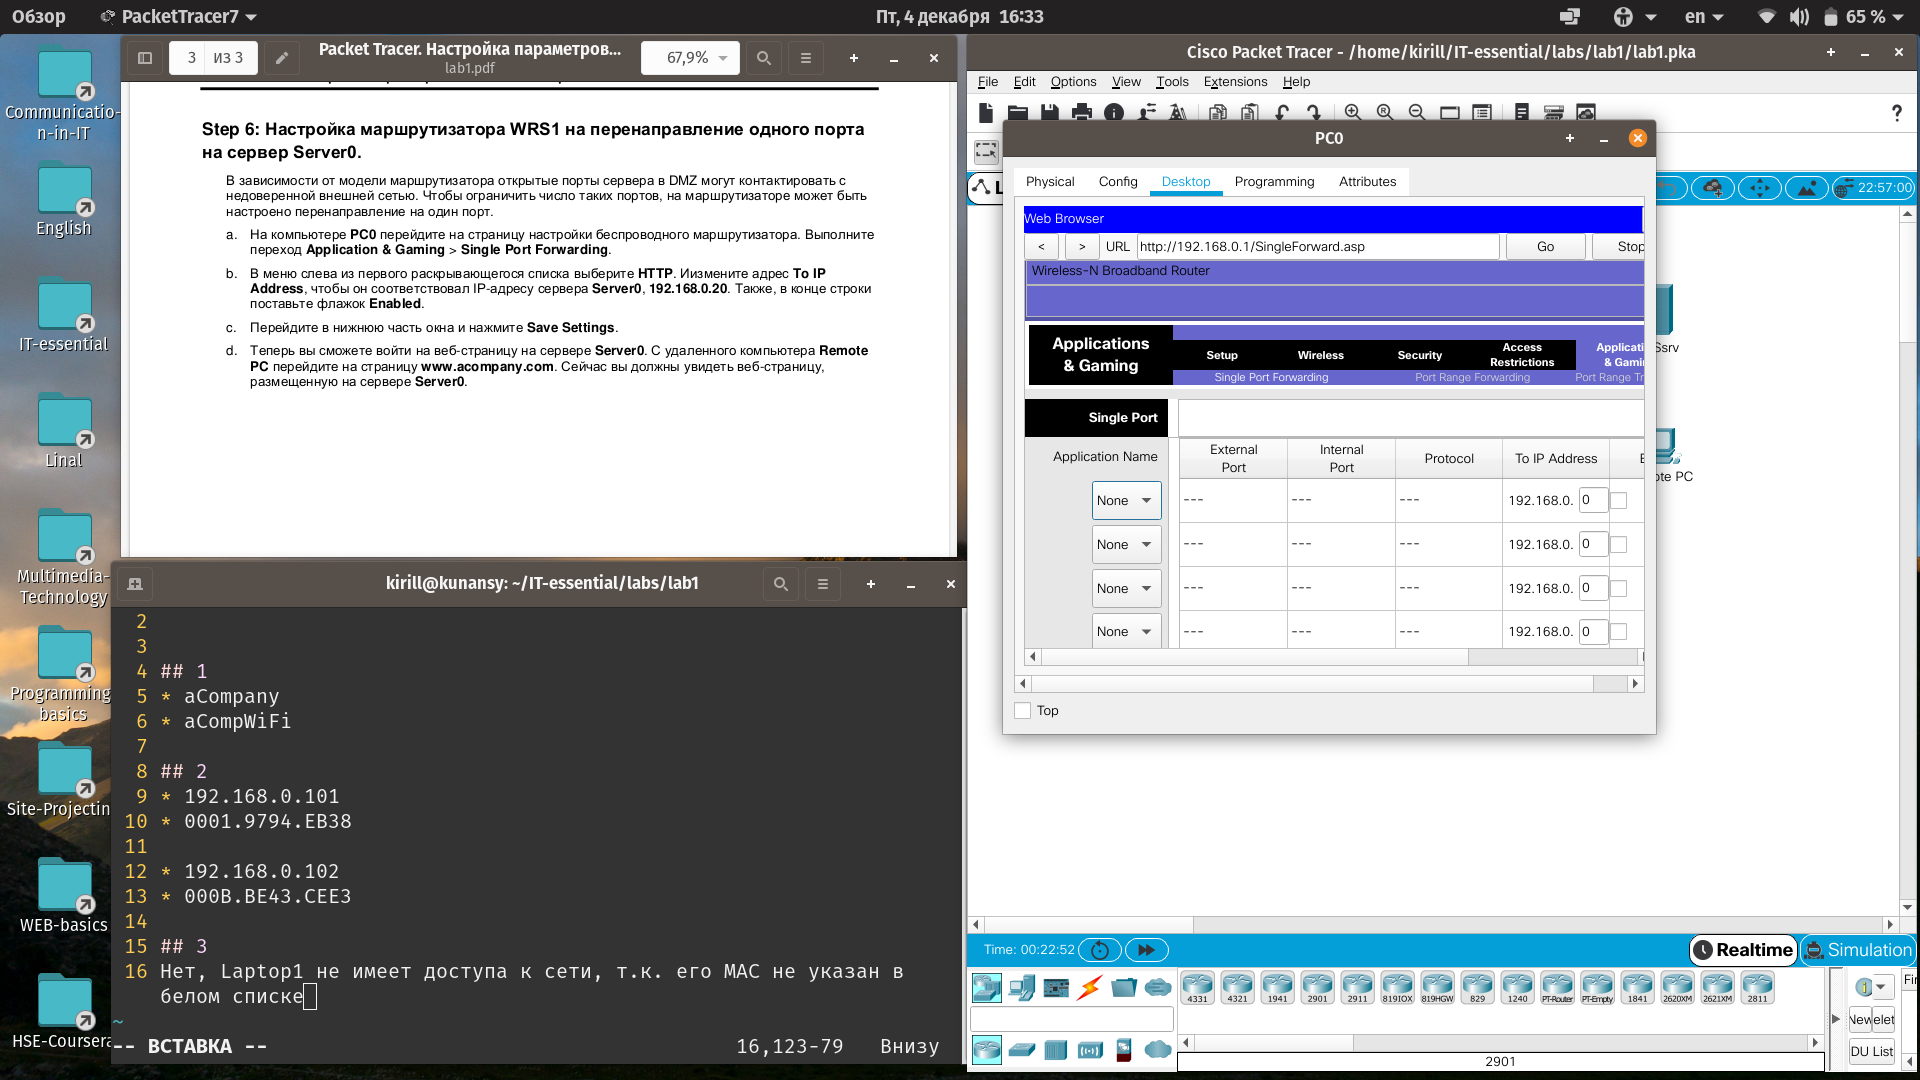 Обзор
PacketTracer7
Пт, 4 декабря 16:33
en
65 %
Communicatio-
n-in-IT
English
IT-essential
Linal
Multimedia-
Technology
Programming
basics
Site-Projectin
WEB-basics
HSE-Coursera
3 из 3
Packet Tracer. Настройка параметров...
lab1.pdf
67,9%
Step 6: Настройка маршрутизатора WRS1 на перенаправление одного порта
на сервер Server0.
В зависимости от модели маршрутизатора открытые порты сервера в DMZ могут контактировать с
недоверенной внешней сетью. Чтобы ограничить число таких портов, на маршрутизаторе может быть
настроено перенаправление на один порт.
a. На компьютере PC0 перейдите на страницу настройки беспроводного маршрутизатора. Выполните
переход Application & Gaming > Single Port Forwarding.
b. В меню слева из первого раскрывающегося списка выберите HTTP. Иизмените адрес To IP
Address, чтобы он соответствовал IP-адресу сервера Server0, 192.168.0.20. Также, в конце строки
поставьте флажок Enabled.
c. Перейдите в нижнюю часть окна и нажмите Save Settings.
d. Теперь вы сможете войти на веб-страницу на сервере Server0. С удаленного компьютера Remote
PC перейдите на страницу www.acompany.com. Сейчас вы должны увидеть веб-страницу,
размещенную на сервере Server0.
kirill@kunansy: ~/IT-essential/labs/lab1
2
3
4 ## 1
5 * aCompany
6 * aCompWiFi
7
8 ## 2
9 * 192.168.0.101
10 * 0001.9794.EB38
11
12 * 192.168.0.102
13 * 000B.BE43.CEE3
14
15 ## 3
16 Нет, Laptop1 не имеет доступа к сети, т.к. его MAC не указан в
белом списке
~
-- ВСТАВКА --
16,123-79 Внизу
Cisco Packet Tracer - /home/kirill/IT-essential/labs/lab1/lab1.pka
File Edit Options View Tools Extensions Help
?
22:57:00
PC0
Physical Config Desktop Programming Attributes
Web Browser
< > URL http://192.168.0.1/SingleForward.asp Go Stop
Wireless-N Broadband Router
Applications
& Gaming
Setup Wireless Security Access
Restrictions
Applicati
& Gamin
Single Port Forwarding Port Range Forwarding Port Range Tr
Single Port
Application Name External
Port Internal
Port Protocol To IP Address E
None --- --- --- 192.168.0. 0
None --- --- --- 192.168.0. 0
None --- --- --- 192.168.0. 0
None --- --- --- 192.168.0. 0
Top
Time: 00:22:52
Realtime
Simulation
4331 4321 1941 2901 2911 819IOX 819HGW 829 1240 PT-Router PT-Empty 1841 2620XM 2621XM 2811
2901
Fir
New elet
DU List